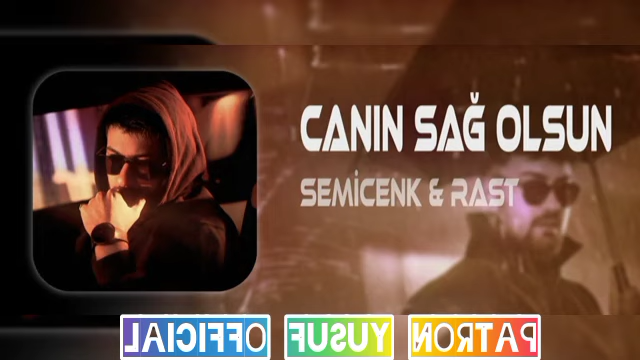 CANIN SAĞ OLSUN
SEMİCENK & RAST
PATRON YUSUF OFFICIAL